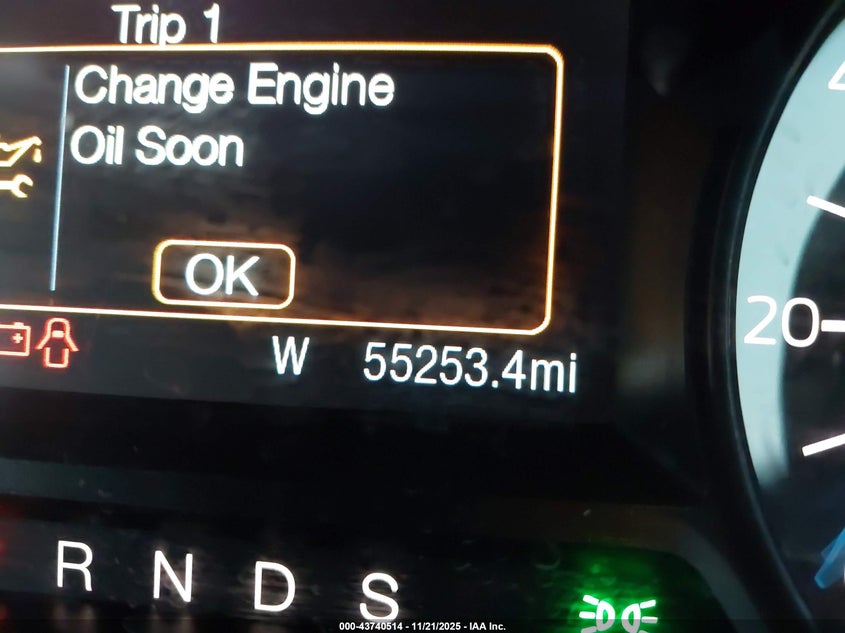 Trip 1
Change Engine
Oil Soon
OK
W 55253.4mi
20
R N D S
000-43740514 - 11/21/2025 - IAA Inc.